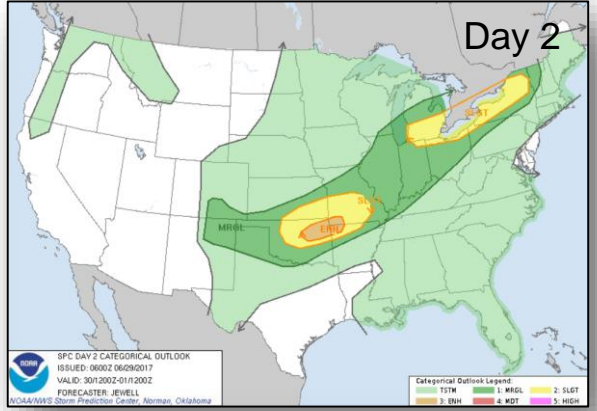 Day 2
SLGT
SLGT
MRGL
ENH
NOAA
SPC DAY 2 CATEGORICAL OUTLOOK
ISSUED: 0600Z 06/29/2017
VALID: 30/1200Z-01/1200Z
FORECASTER: JEWELL
NOAA/NWS Storm Prediction Center, Norman, Oklahoma
Categorical Outlook Legend:
TSTM 1: MRGL 2: SLGT
3: ENH 4: MDT 5: HIGH